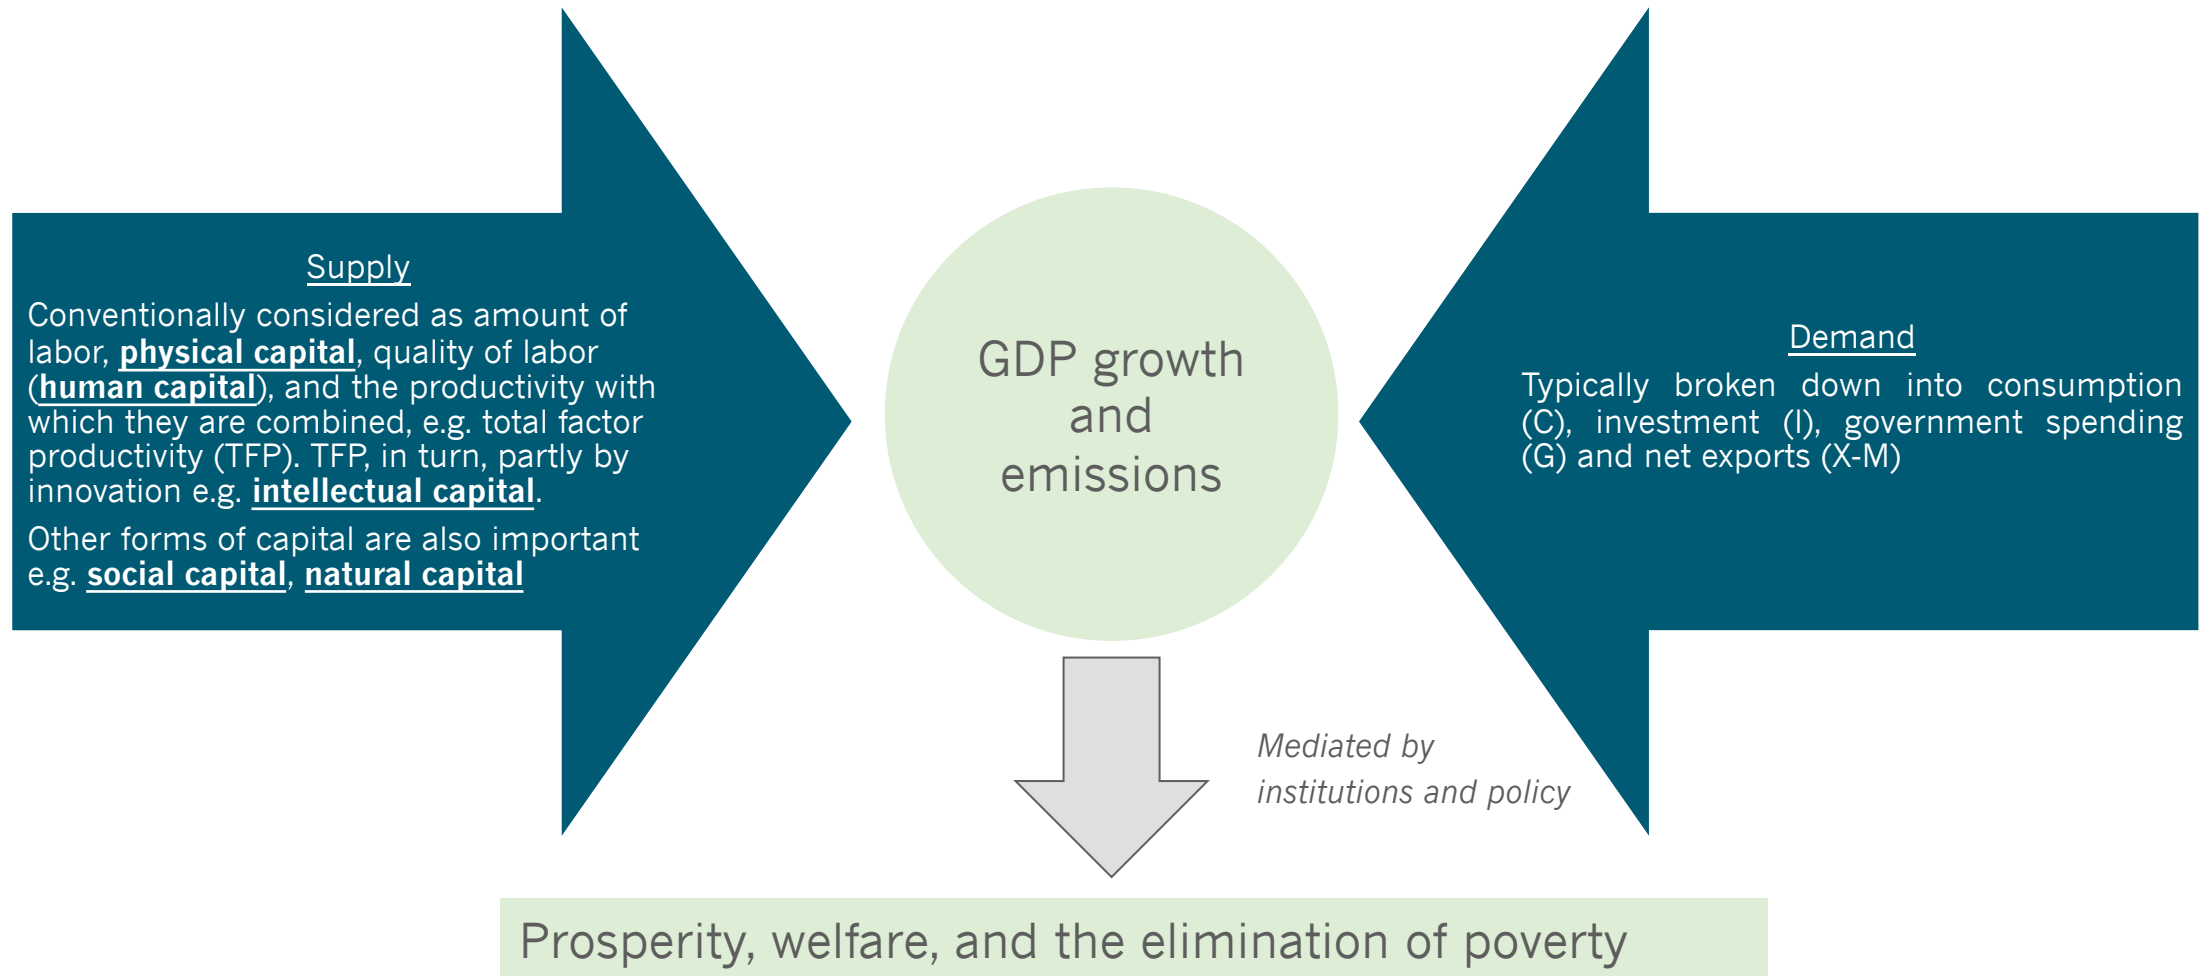 Supply
Conventionally considered as amount of
labor, physical capital, quality of labor
(human capital), and the productivity with
which they are combined, e.g. total factor
productivity (TFP). TFP, in turn, partly by
innovation e.g. intellectual capital.
Other forms of capital are also important
e.g. social capital, natural capital
GDP growth
and
emissions
Demand
Typically broken down into consumption
(C), investment (I), government spending
(G) and net exports (X-M)
Mediated by
institutions and policy
Prosperity, welfare, and the elimination of poverty